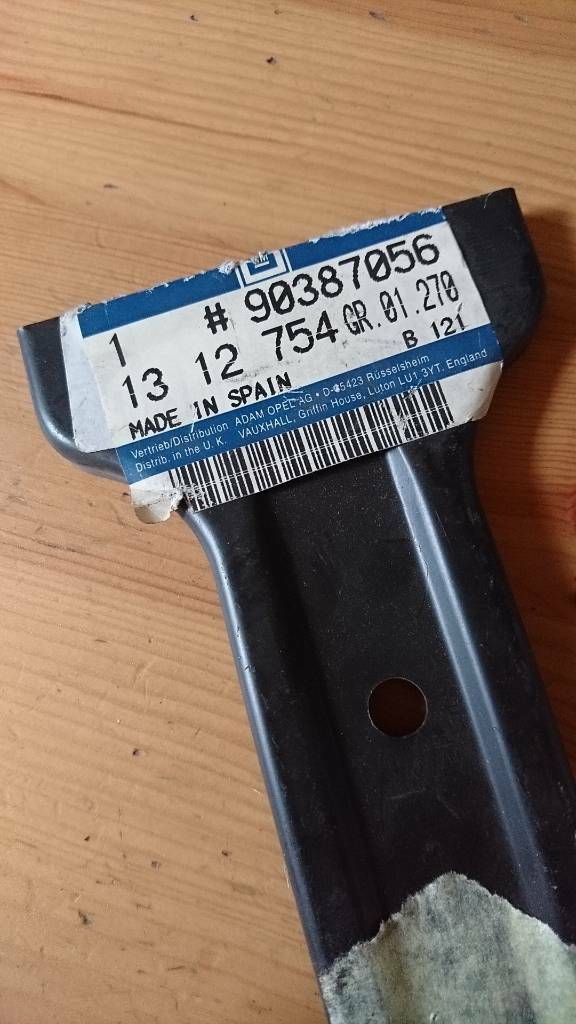 GM
1 # 90387056
13 12 754 GR.01.270
MADE IN SPAIN B 121
Vertrieb/Distribution ADAM OPEL AG • D-65423 Rüsselsheim
Distrib. in the U. K. VAUXHALL, Griffin House, Luton LU1 3YT. England